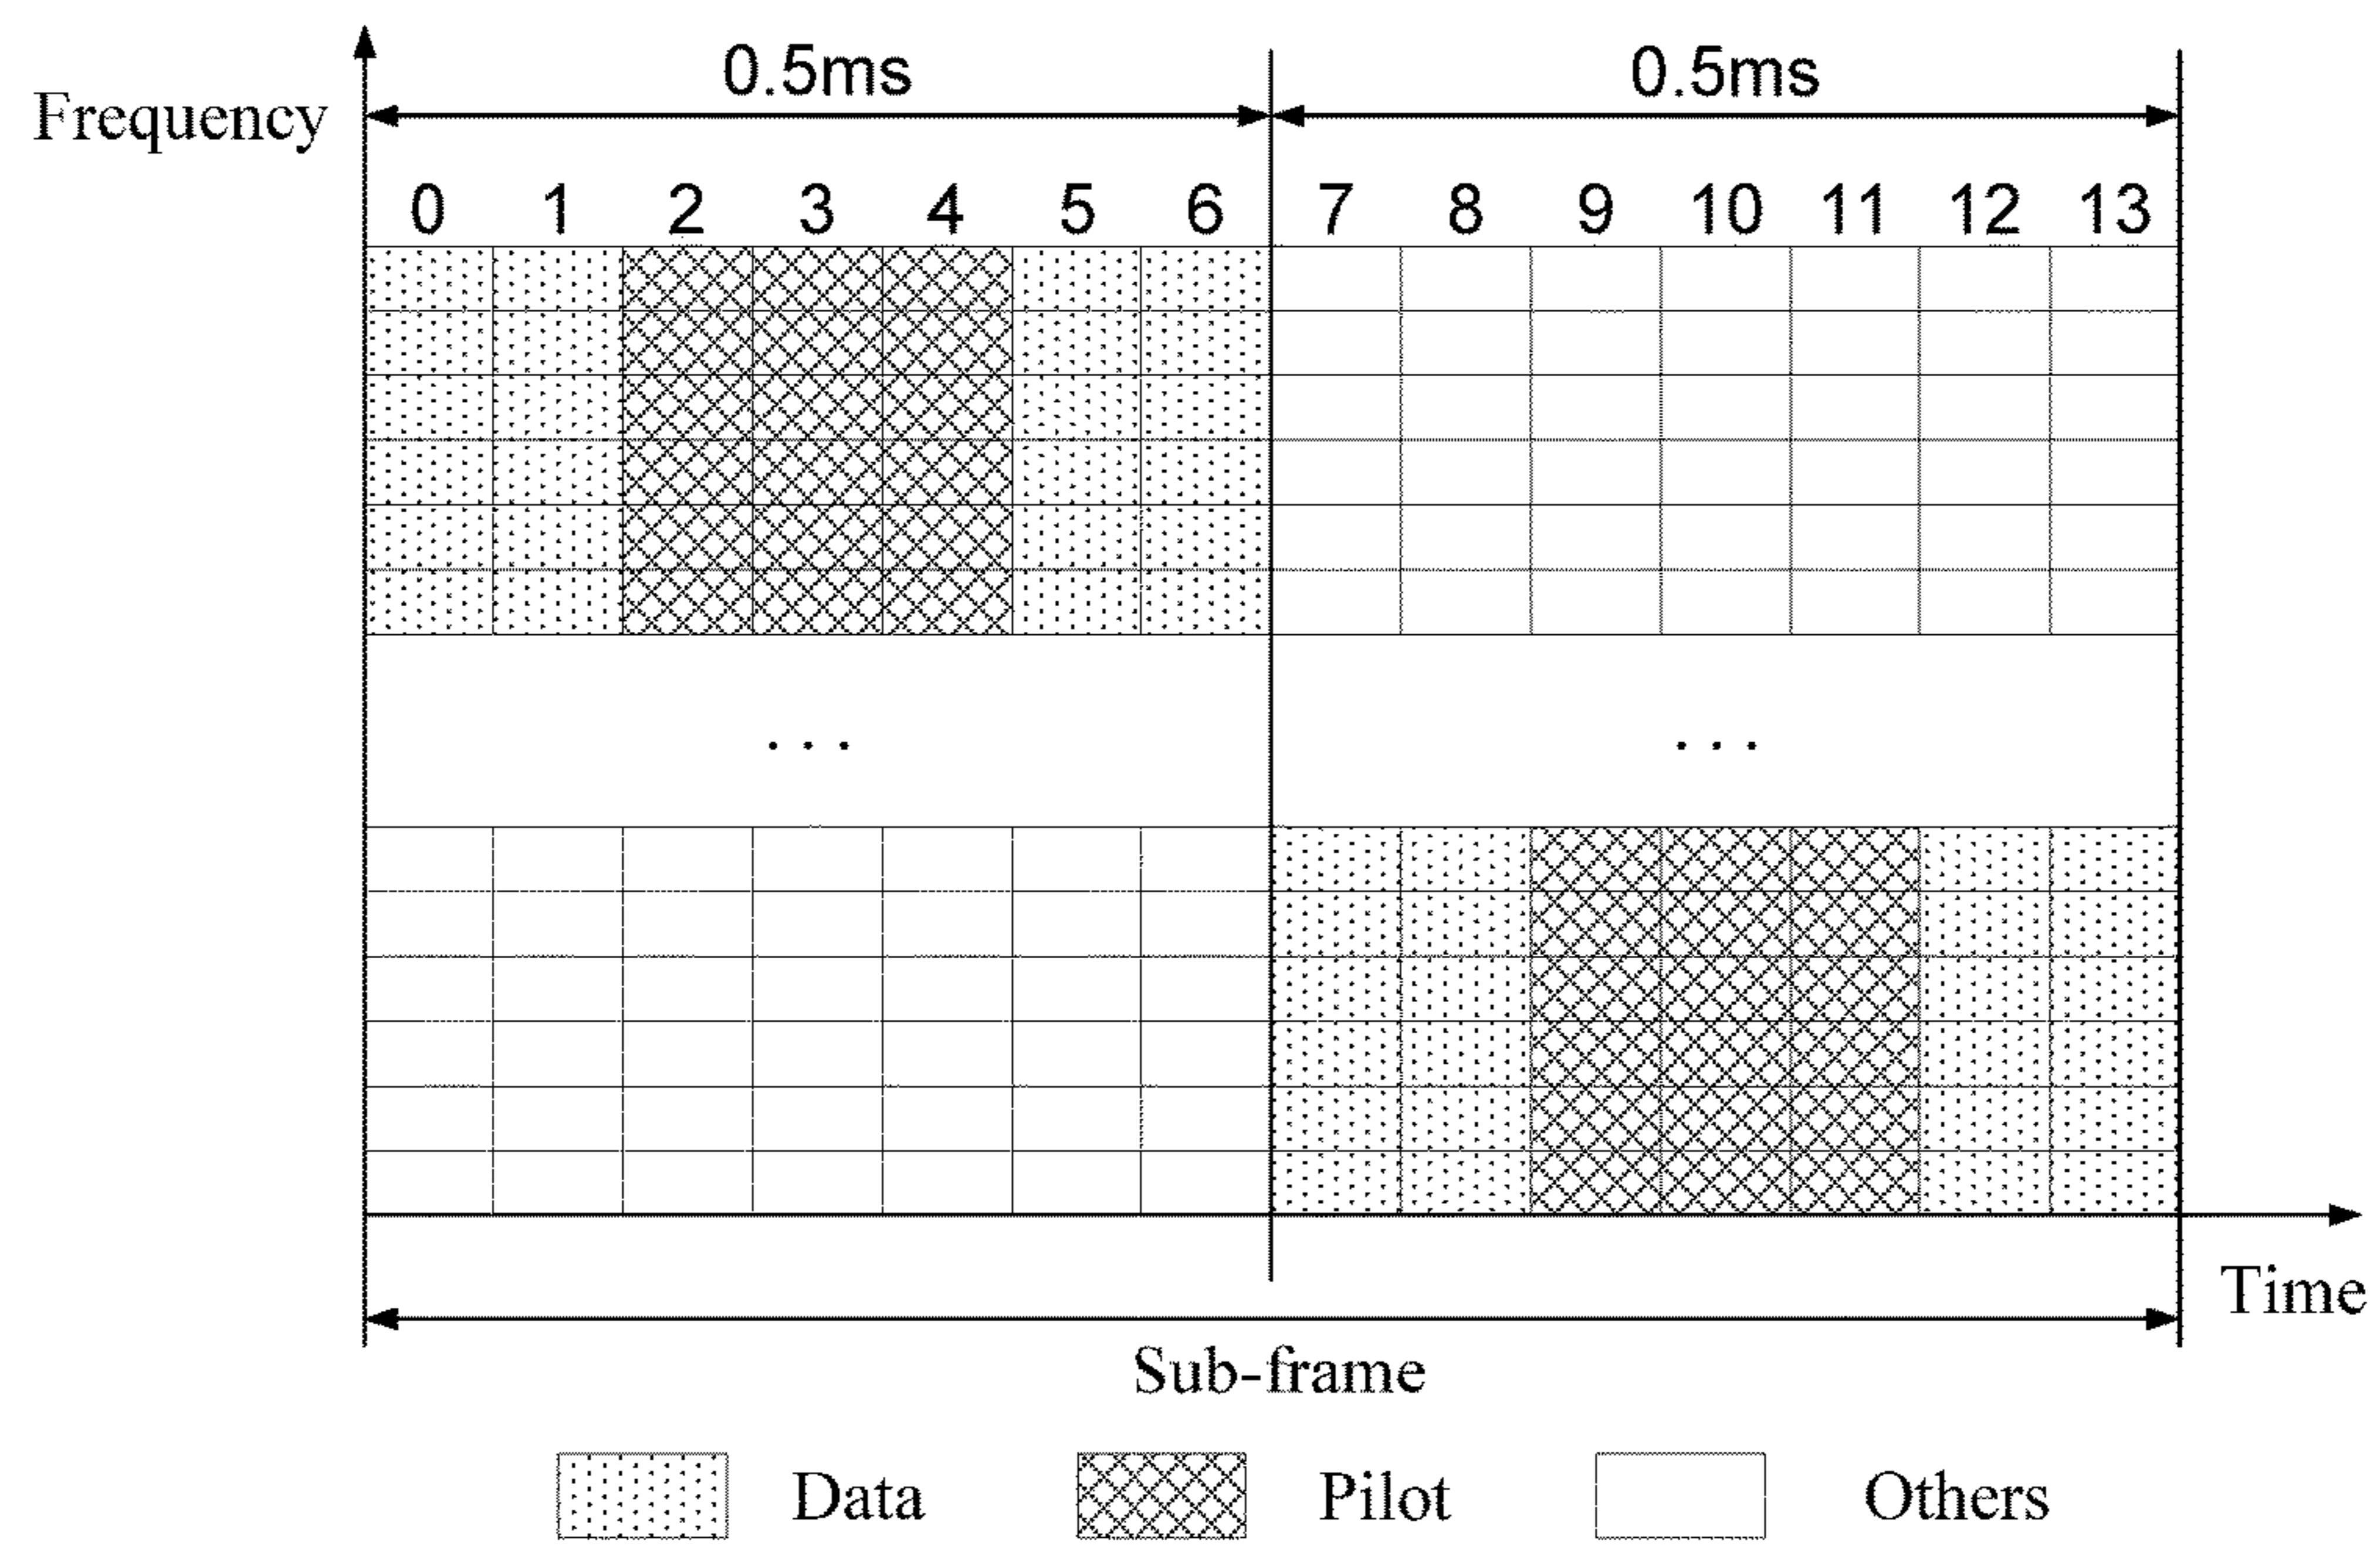 0.5ms 0.5ms
Frequency
0 1 2 3 4 5 6 7 8 9 10 11 12 13
... ...
Time
Sub-frame
Data Pilot Others